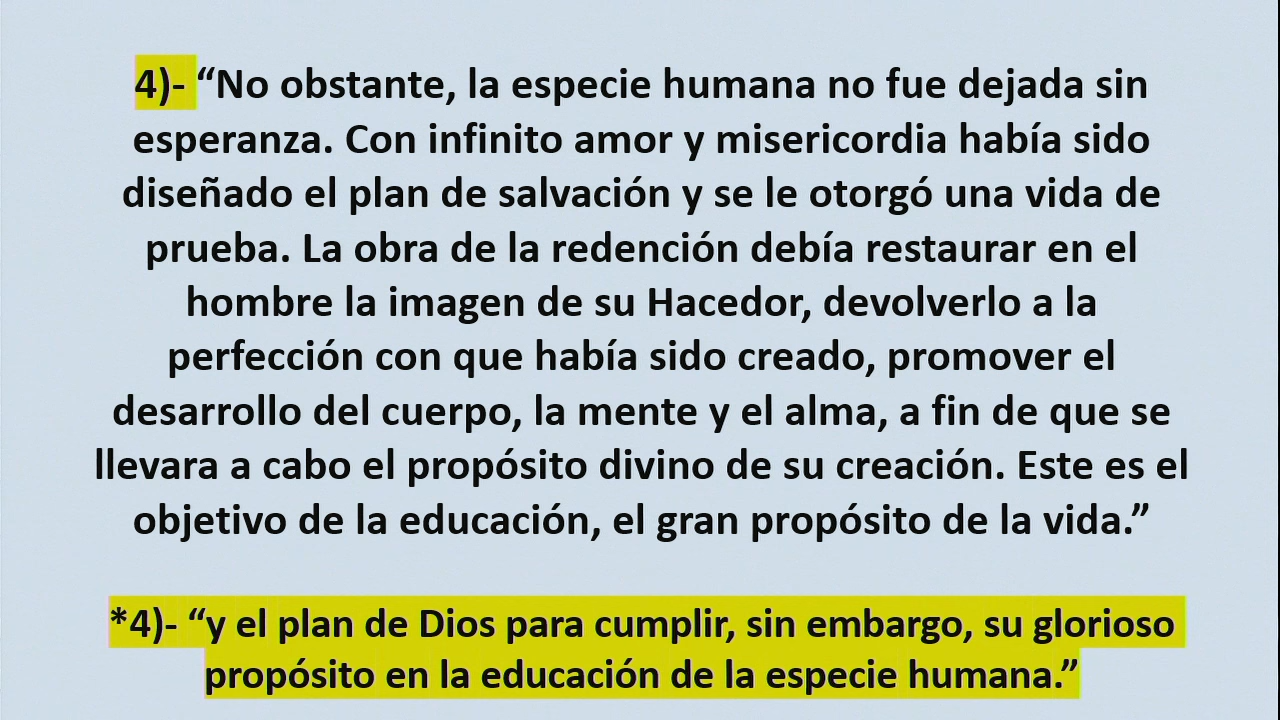 4)- “No obstante, la especie humana no fue dejada sin
esperanza. Con infinito amor y misericordia había sido
diseñado el plan de salvación y se le otorgó una vida de
prueba. La obra de la redención debía restaurar en el
hombre la imagen de su Hacedor, devolverlo a la
perfección con que había sido creado, promover el
desarrollo del cuerpo, la mente y el alma, a fin de que se
llevara a cabo el propósito divino de su creación. Este es el
objetivo de la educación, el gran propósito de la vida.”
*4)- “y el plan de Dios para cumplir, sin embargo, su glorioso
propósito en la educación de la especie humana.”